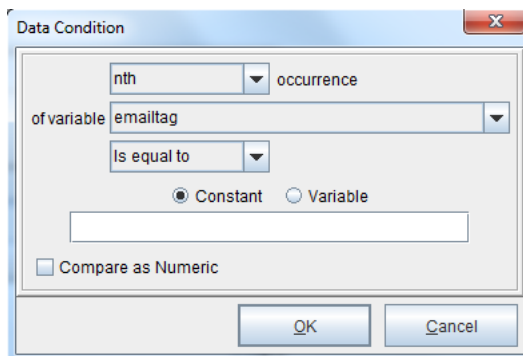 Data Condition
nth occurrence
of variable emailtag
Is equal to
Constant Variable
Compare as Numeric
OK Cancel